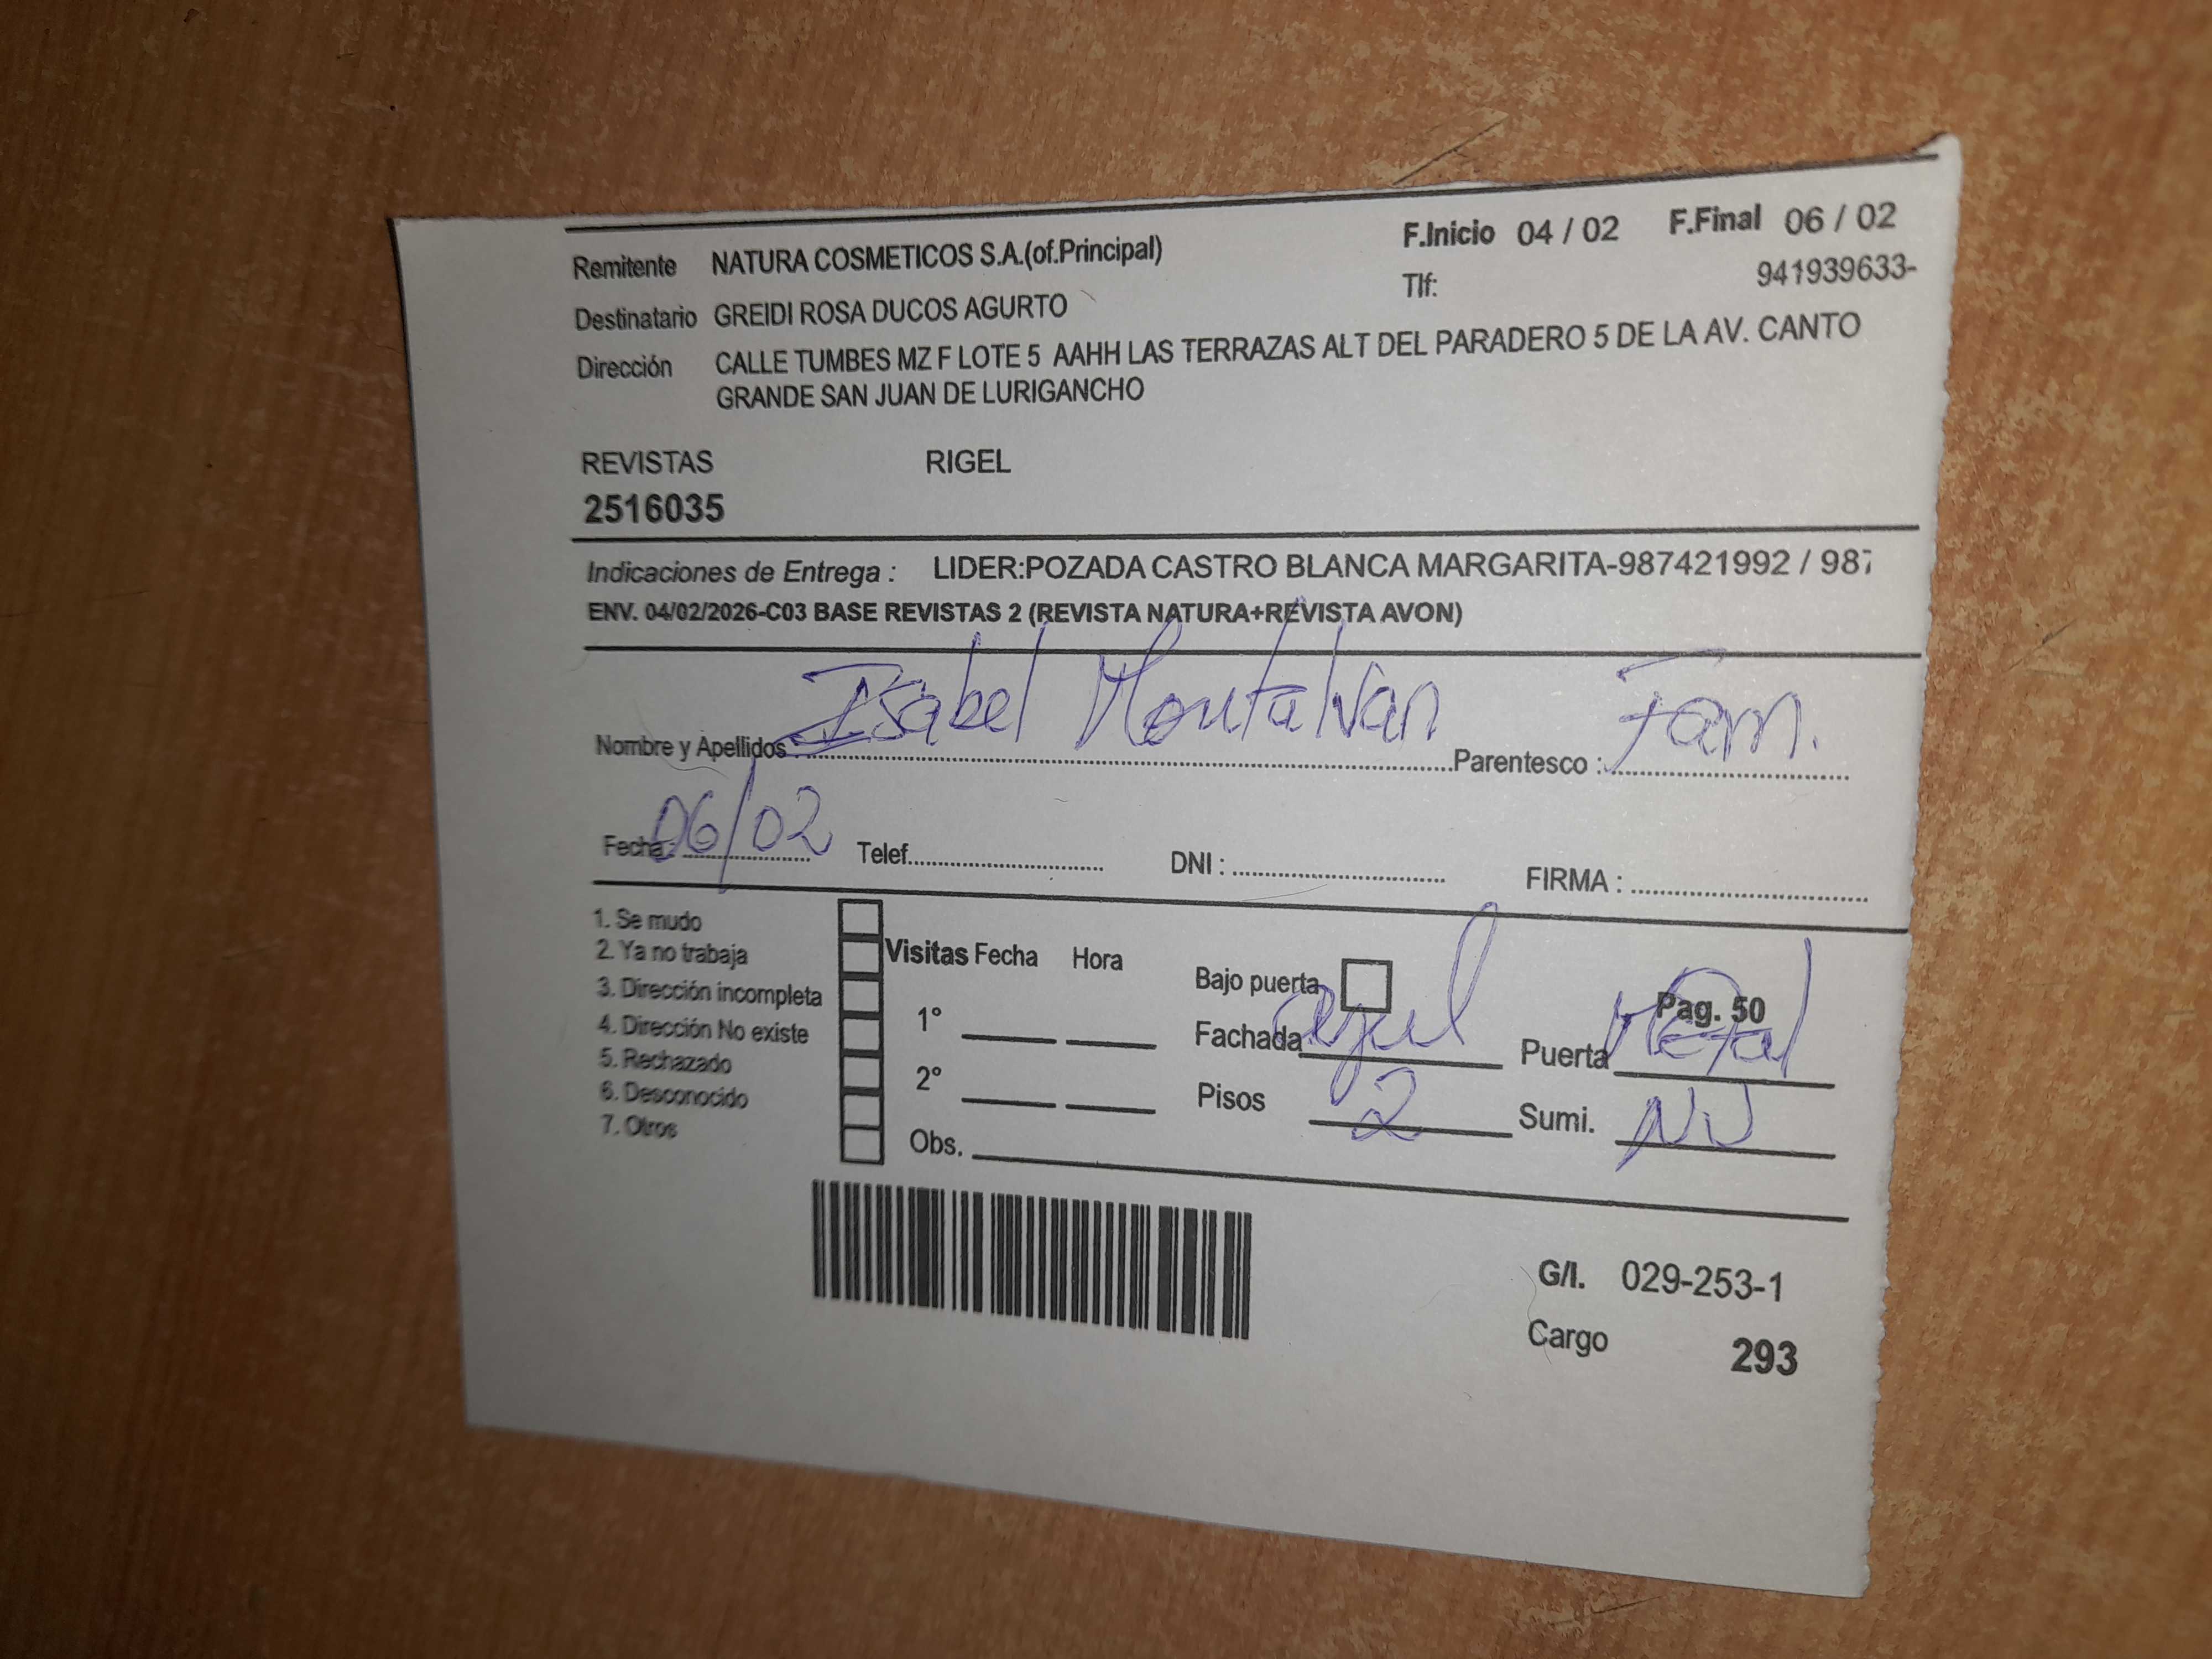 Remitente NATURA COSMETICOS S.A.(of.Principal) F.Inicio 04 / 02 F.Final 06 / 02
Destinatario GREIDI ROSA DUCOS AGURTO Tlf: 941939633-
Dirección CALLE TUMBES MZ F LOTE 5 AAHH LAS TERRAZAS ALT DEL PARADERO 5 DE LA AV. CANTO
GRANDE SAN JUAN DE LURIGANCHO
REVISTAS RIGEL
2516035
Indicaciones de Entrega : LIDER:POZADA CASTRO BLANCA MARGARITA-987421992 / 987
ENV. 04/02/2026-C03 BASE REVISTAS 2 (REVISTA NATURA+REVISTA AVON)
Nombre y Apellidos : Isabel Montalvan Parentesco : Fam.
Fecha : 06/02 Telef. DNI : FIRMA :
1. Se mudo
2. Ya no trabaja
3. Dirección incompleta
4. Dirección No existe
5. Rechazado
6. Desconocido
7. Otros
Visitas Fecha Hora
1°
2°
Obs.
Bajo puerta Pag. 50
Fachada azul Puerta Metal
Pisos 2 Sumi.
G/I. 029-253-1
Cargo 293